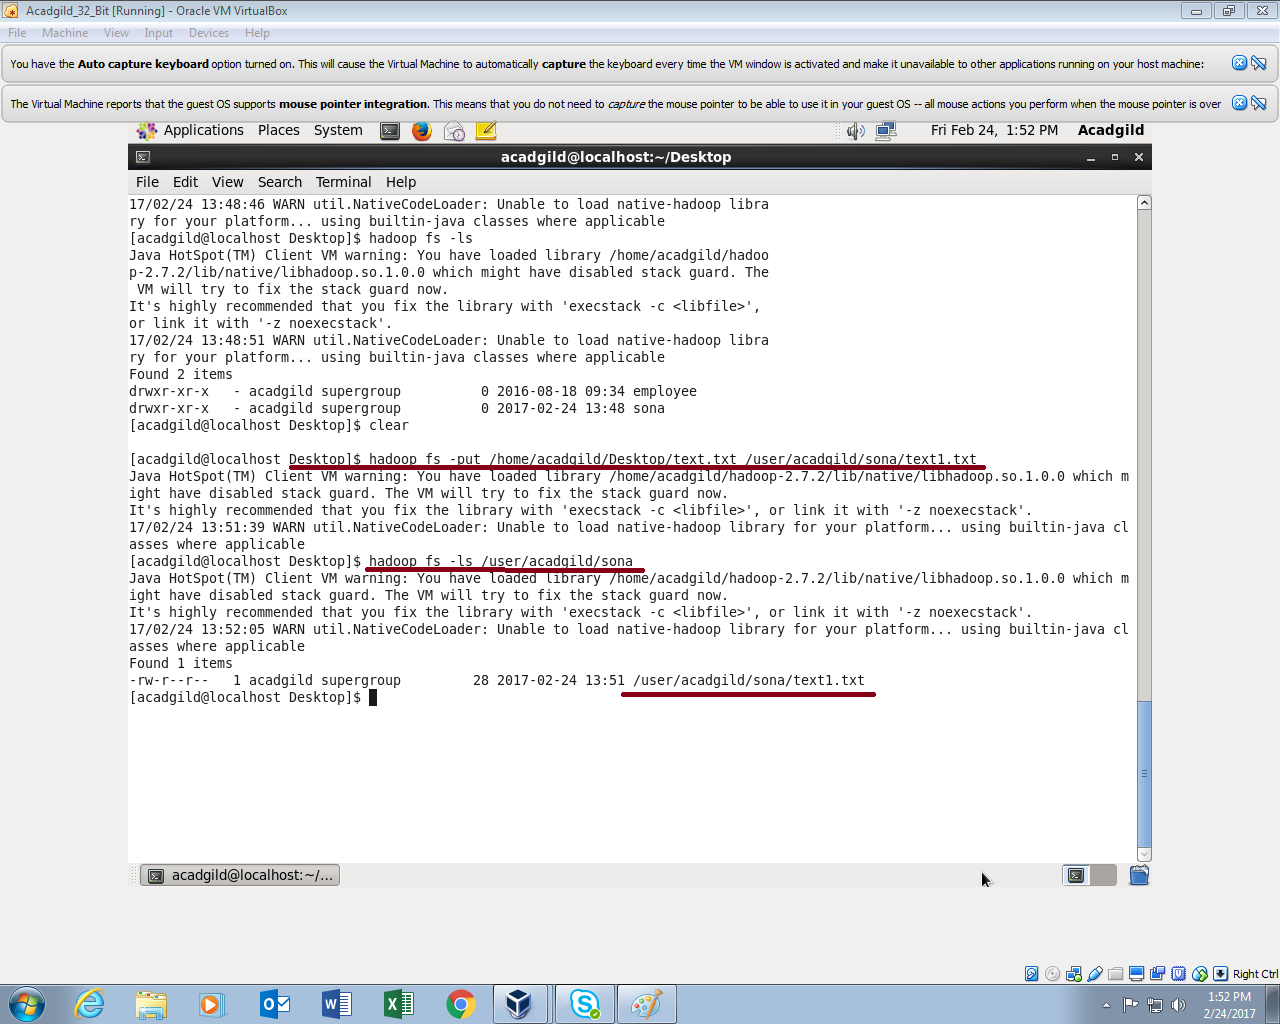 Acadgild_32_Bit [Running] - Oracle VM VirtualBox
File Machine View Input Devices Help
You have the Auto capture keyboard option turned on. This will cause the Virtual Machine to automatically capture the keyboard every time the VM window is activated and make it unavailable to other applications running on your host machine:
The Virtual Machine reports that the guest OS supports mouse pointer integration. This means that you do not need to capture the mouse pointer to be able to use it in your guest OS -- all mouse actions you perform when the mouse pointer is over
Applications Places System Fri Feb 24, 1:52 PM Acadgild
acadgild@localhost:~/Desktop
File Edit View Search Terminal Help
17/02/24 13:48:46 WARN util.NativeCodeLoader: Unable to load native-hadoop libra
ry for your platform... using builtin-java classes where applicable
[acadgild@localhost Desktop]$ hadoop fs -ls
Java HotSpot(TM) Client VM warning: You have loaded library /home/acadgild/hadoo
p-2.7.2/lib/native/libhadoop.so.1.0.0 which might have disabled stack guard. The
 VM will try to fix the stack guard now.
It's highly recommended that you fix the library with 'execstack -c <libfile>',
or link it with '-z noexecstack'.
17/02/24 13:48:51 WARN util.NativeCodeLoader: Unable to load native-hadoop libra
ry for your platform... using builtin-java classes where applicable
Found 2 items
drwxr-xr-x   - acadgild supergroup          0 2016-08-18 09:34 employee
drwxr-xr-x   - acadgild supergroup          0 2017-02-24 13:48 sona
[acadgild@localhost Desktop]$ clear
[acadgild@localhost Desktop]$ hadoop fs -put /home/acadgild/Desktop/text.txt /user/acadgild/sona/text1.txt
Java HotSpot(TM) Client VM warning: You have loaded library /home/acadgild/hadoop-2.7.2/lib/native/libhadoop.so.1.0.0 which m
ight have disabled stack guard. The VM will try to fix the stack guard now.
It's highly recommended that you fix the library with 'execstack -c <libfile>', or link it with '-z noexecstack'.
17/02/24 13:51:39 WARN util.NativeCodeLoader: Unable to load native-hadoop library for your platform... using builtin-java cl
asses where applicable
[acadgild@localhost Desktop]$ hadoop fs -ls /user/acadgild/sona
Java HotSpot(TM) Client VM warning: You have loaded library /home/acadgild/hadoop-2.7.2/lib/native/libhadoop.so.1.0.0 which m
ight have disabled stack guard. The VM will try to fix the stack guard now.
It's highly recommended that you fix the library with 'execstack -c <libfile>', or link it with '-z noexecstack'.
17/02/24 13:52:05 WARN util.NativeCodeLoader: Unable to load native-hadoop library for your platform... using builtin-java cl
asses where applicable
Found 1 items
-rw-r--r--   1 acadgild supergroup         28 2017-02-24 13:51 /user/acadgild/sona/text1.txt
[acadgild@localhost Desktop]$
acadgild@localhost:~/...
Right Ctrl
1:52 PM
2/24/2017